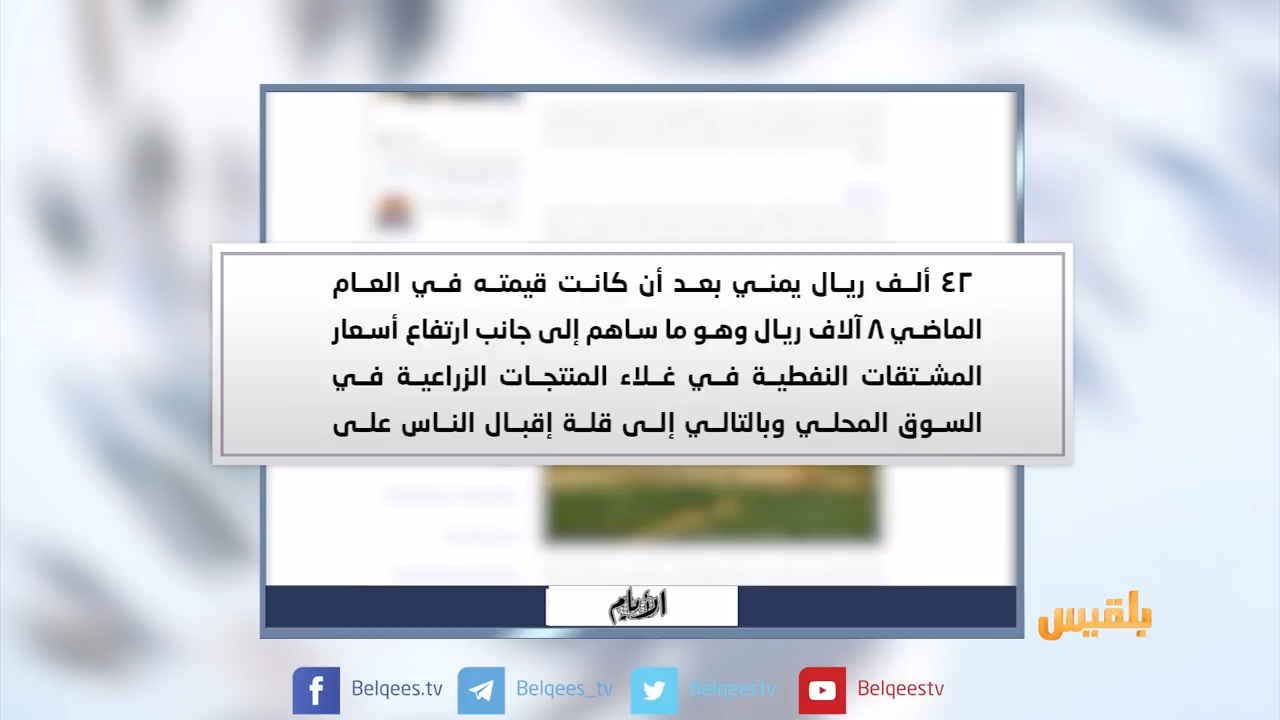 ٤٢ ألف ريال يمني بعد أن كانت قيمته في العام
الماضي ٨ آلاف ريال وهو ما ساهم إلى جانب ارتفاع أسعار
المشتقات النفطية في غلاء المنتجات الزراعية في
السوق المحلي وبالتالي إلى قلة إقبال الناس على
الأيام
بلقيس
Belqees.tv
Belqees_tv
Belqeestv
Belqeestv